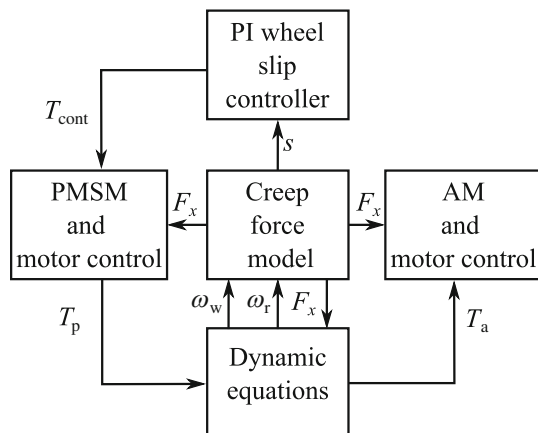 PI wheel
slip
controller
T_cont
s
PMSM
and
motor control
F_x
Creep
force
model
F_x
AM
and
motor control
T_p
ω_w
ω_r
F_x
T_a
Dynamic
equations